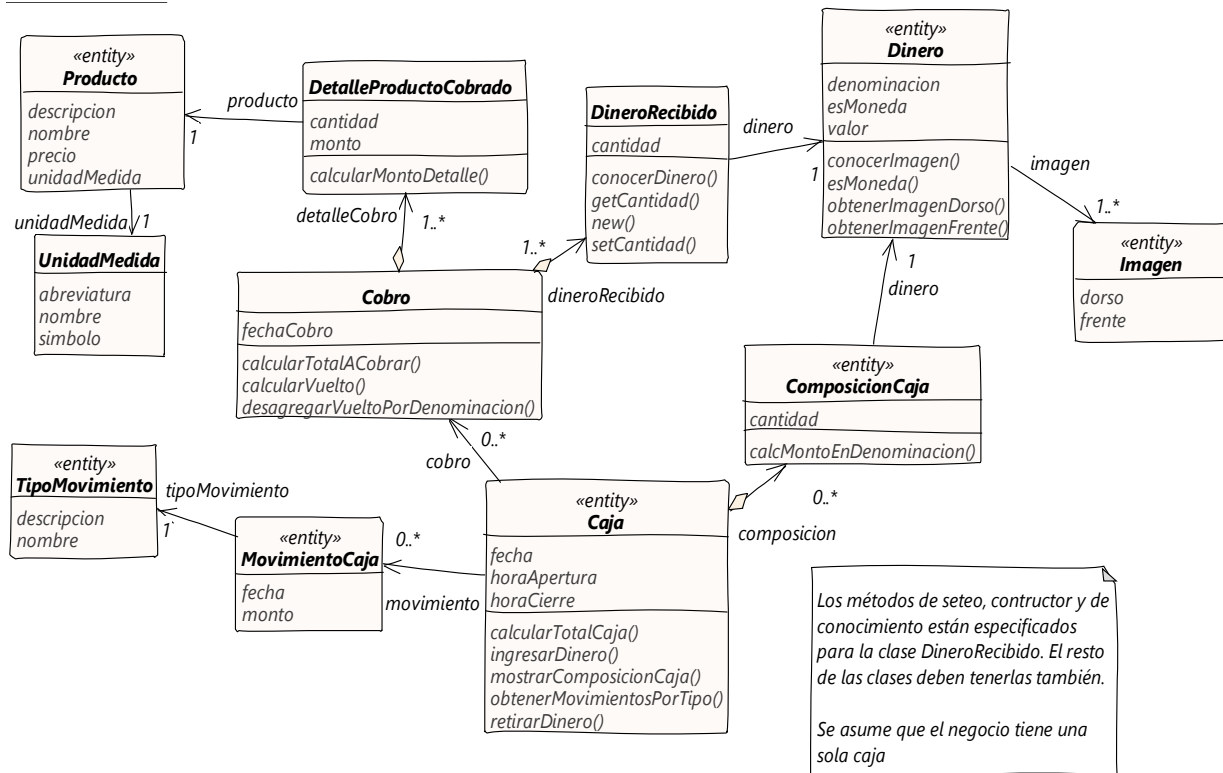 «entity»
Producto
descripcion
nombre
precio
unidadMedida
producto
1
DetalleProductoCobrado
cantidad
monto
calcularMontoDetalle()
DineroRecibido
cantidad
conocerDinero()
getCantidad()
new()
setCantidad()
dinero
1
«entity»
Dinero
denominacion
esMoneda
valor
conocerImagen()
esMoneda()
obtenerImagenDorso()
obtenerImagenFrente()
imagen
1..*
«entity»
Imagen
dorso
frente
unidadMedida
1
UnidadMedida
abreviatura
nombre
simbolo
detalleCobro
1..*
1..*
dineroRecibido
Cobro
fechaCobro
calcularTotalACobrar()
calcularVuelto()
desagregarVueltoPorDenominacion()
1
dinero
«entity»
ComposicionCaja
cantidad
calcMontoEnDenominacion()
0..*
cobro
0..*
composicion
«entity»
TipoMovimiento
descripcion
nombre
tipoMovimiento
1
«entity»
MovimientoCaja
fecha
monto
0..*
movimiento
«entity»
Caja
fecha
horaApertura
horaCierre
calcularTotalCaja()
ingresarDinero()
mostrarComposicionCaja()
obtenerMovimientosPorTipo()
retirarDinero()
Los métodos de seteo, contructor y de
conocimiento están especificados
para la clase DineroRecibido. El resto
de las clases deben tenerlas también.
Se asume que el negocio tiene una
sola caja